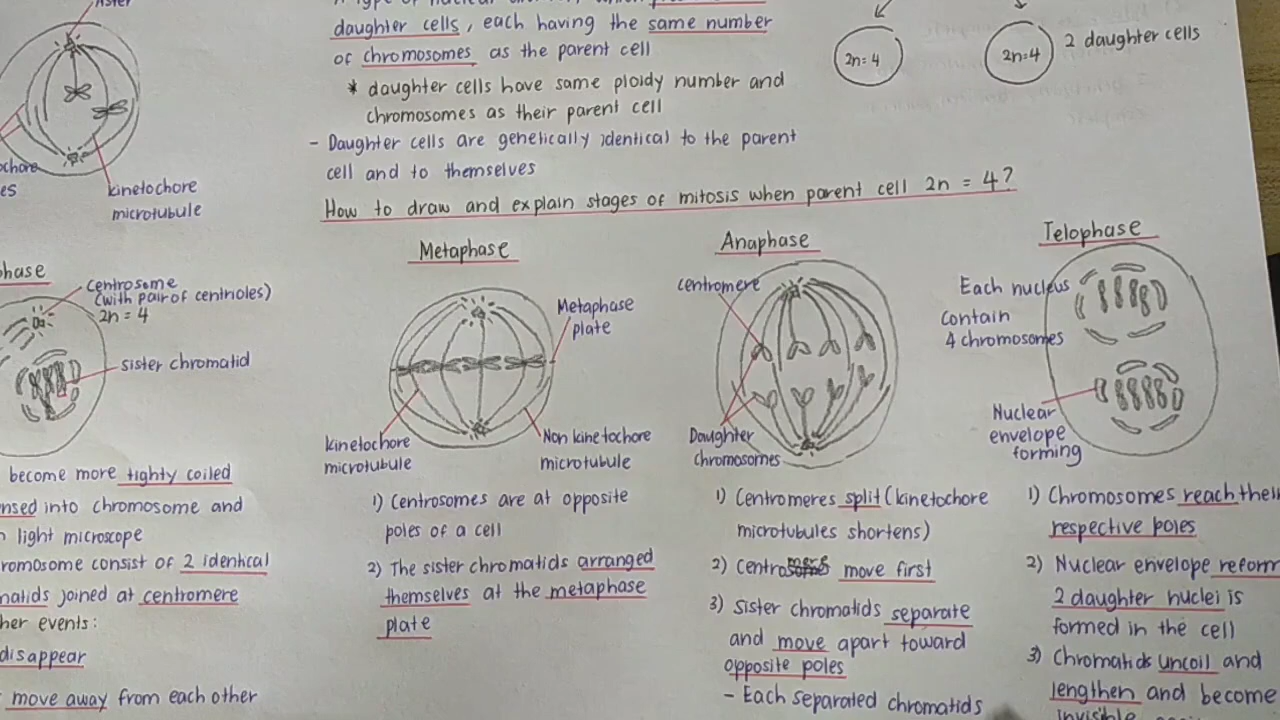 Aster
daughter cells, each having the same number
of chromosomes as the parent cell
* daughter cells have same ploidy number and
chromosomes as their parent cell
- Daughter cells are genetically identical to the parent
cell and to themselves
2n=4
2n=4
2 daughter cells
kinetochore
microtubule
How to draw and explain stages of mitosis when parent cell 2n = 4?
centrosome
(with pair of centrioles)
2n = 4
sister chromatid
become more tightly coiled
into chromosome and
light microscope
consist of 2 identical
joined at centromere
events:
disappear
move away from each other
Metaphase
Metaphase
plate
kinetochore
microtubule
Non kinetochore
microtubule
1) Centrosomes are at opposite
poles of a cell
2) The sister chromatids arranged
themselves at the metaphase
plate
Anaphase
centromere
Daughter
chromosomes
1) Centromeres split (kinetochore
microtubules shortens)
2) Centromere move first
3) Sister chromatids separate
and move apart toward
opposite poles
- Each separated chromatids
Telophase
Each nucleus
contain
4 chromosomes
Nuclear
envelope
forming
1) Chromosomes reach their
respective poles
2) Nuclear envelope reform
2 daughter nuclei is
formed in the cell
3) Chromatids uncoil and
lengthen and become
invisible